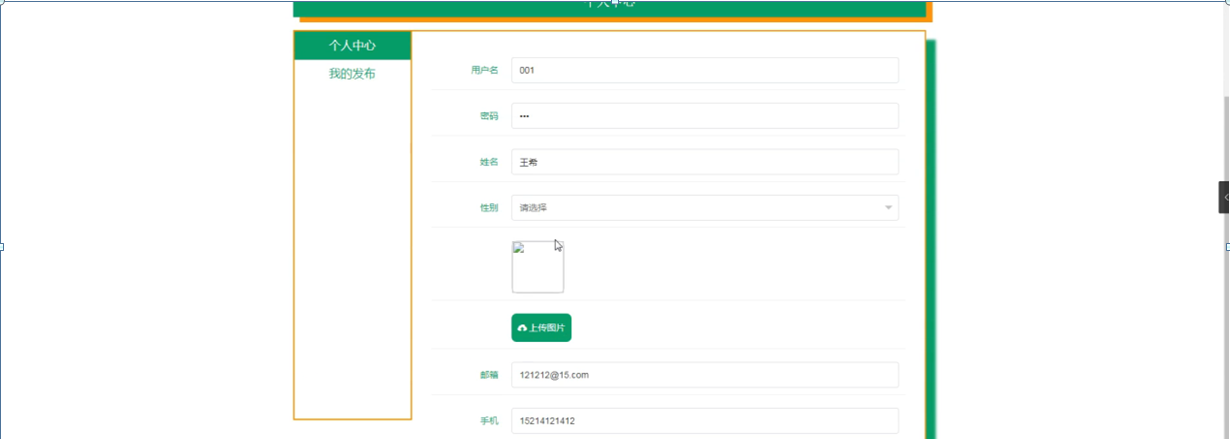 个人中心
个人中心
我的发布
用户名 001
密码 •••
姓名 王希
性别 请选择
上传图片
邮箱 121212@15.com
手机 15214121412